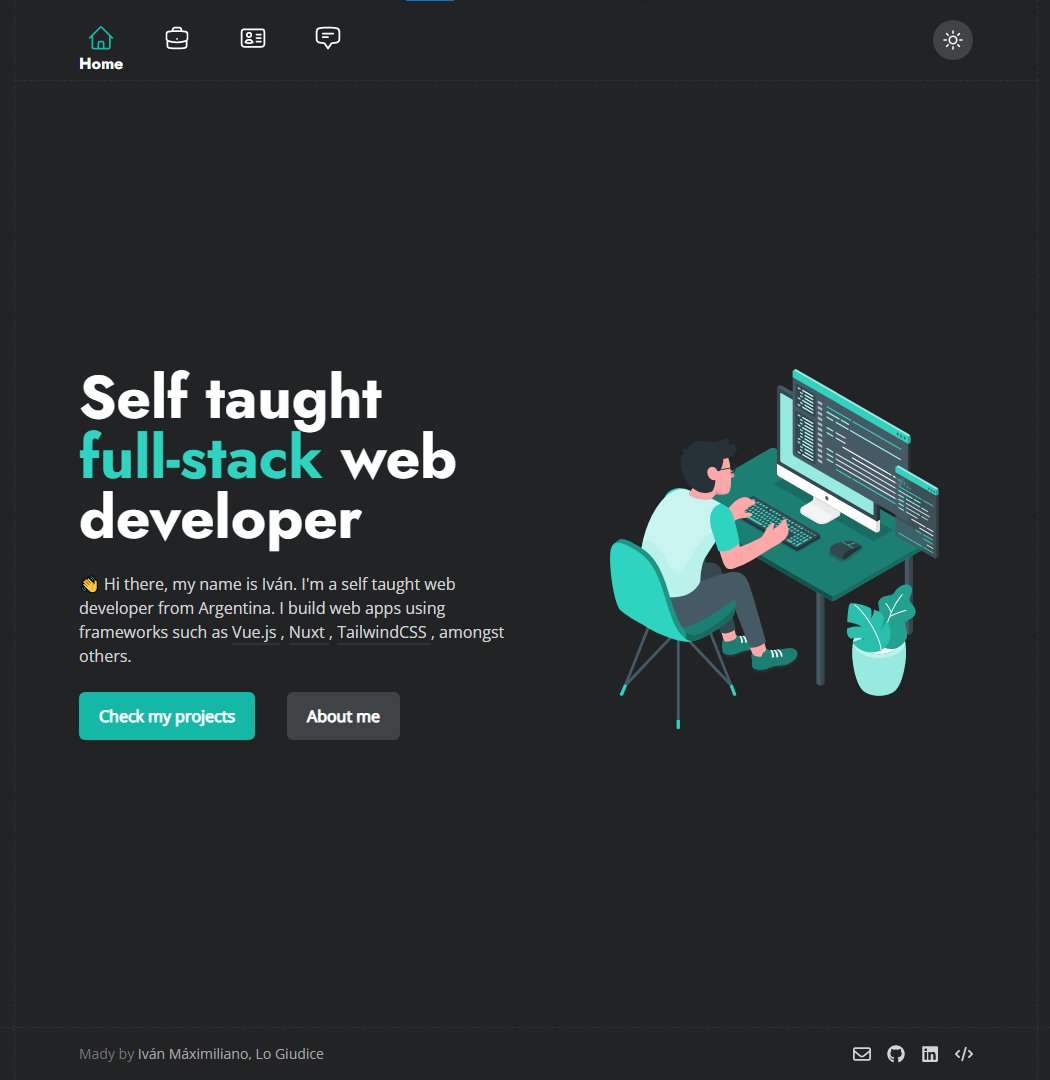 Home
Self taught
full-stack web
developer
👋 Hi there, my name is Iván. I'm a self taught web
developer from Argentina. I build web apps using
frameworks such as Vue.js , Nuxt , TailwindCSS , amongst
others.
Check my projects
About me
Mady by Iván Máximiliano, Lo Giudice